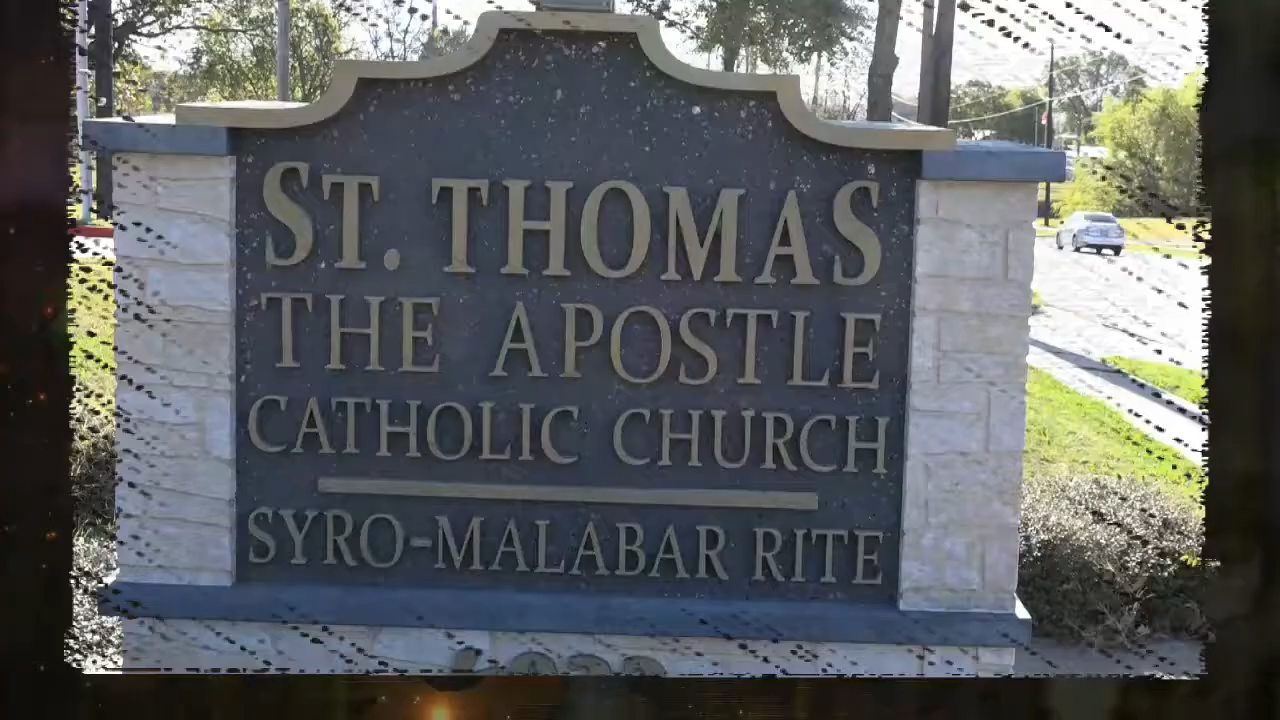 ST. THOMAS
THE APOSTLE
CATHOLIC CHURCH
SYRO-MALABAR RITE